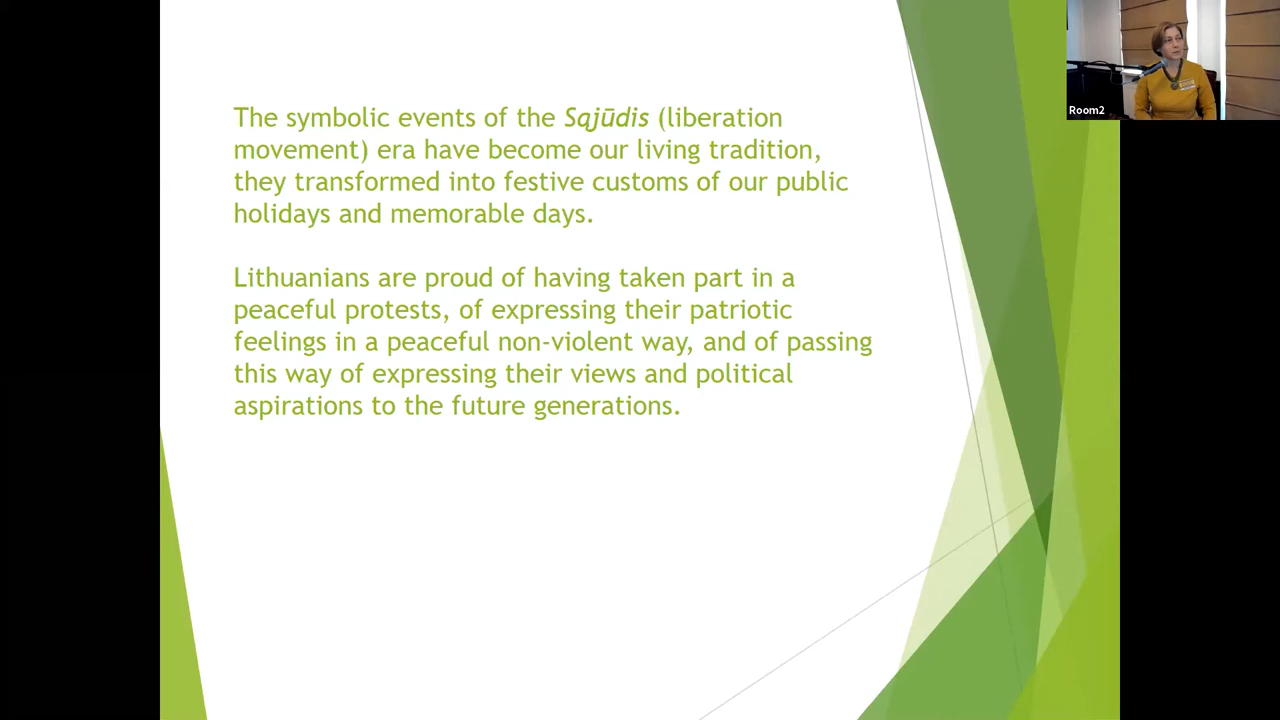 The symbolic events of the Sąjūdis (liberation
movement) era have become our living tradition,
they transformed into festive customs of our public
holidays and memorable days.
Lithuanians are proud of having taken part in a
peaceful protests, of expressing their patriotic
feelings in a peaceful non-violent way, and of passing
this way of expressing their views and political
aspirations to the future generations.
Room2